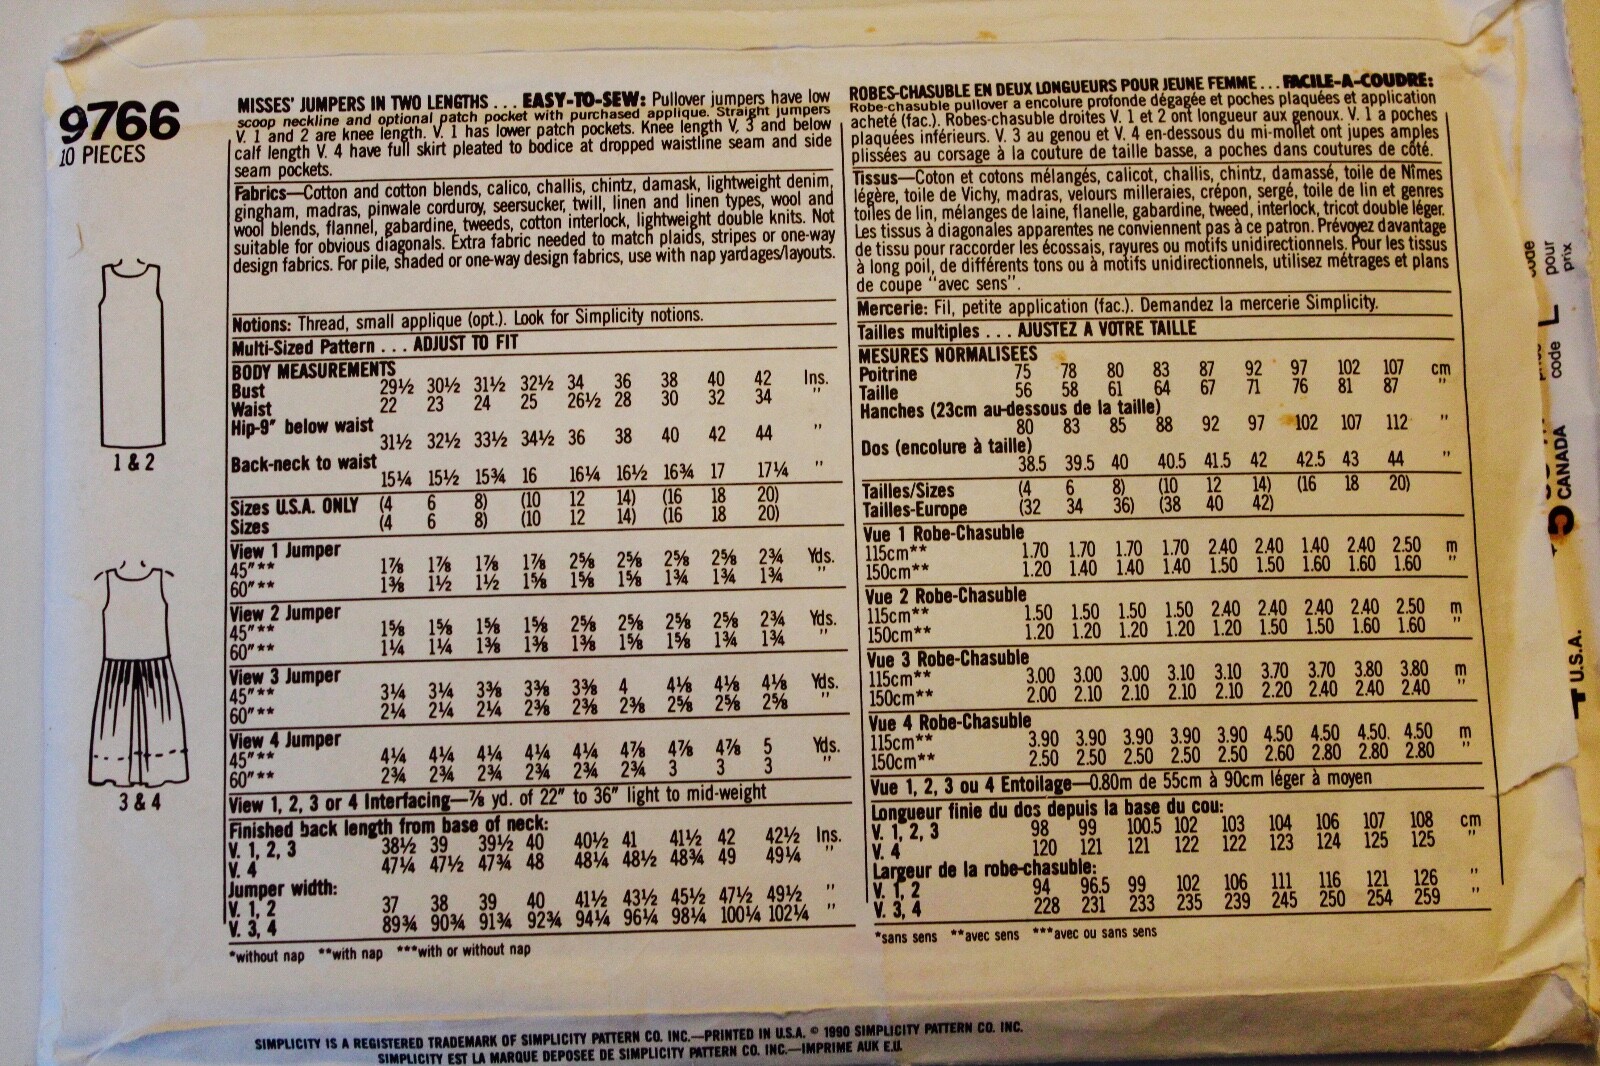 9766
10 PIECES
1 & 2
3 & 4
MISSES' JUMPERS IN TWO LENGTHS . . . EASY-TO-SEW: Pullover jumpers have low
scoop neckline and optional patch pocket with purchased applique. Straight jumpers
V. 1 and 2 are knee length. V. 1 has lower patch pockets. Knee length V. 3 and below
calf length V. 4 have full skirt pleated to bodice at dropped waistline seam and side
seam pockets.
Fabrics—Cotton and cotton blends, calico, challis, chintz, damask, lightweight denim,
gingham, madras, pinwale corduroy, seersucker, twill, linen and linen types, wool and
wool blends, flannel, gabardine, tweeds, cotton interlock, lightweight double knits. Not
suitable for obvious diagonals. Extra fabric needed to match plaids, stripes or one-way
design fabrics. For pile, shaded or one-way design fabrics, use with nap yardages/layouts.
Notions: Thread, small applique (opt.). Look for Simplicity notions.
Multi-Sized Pattern . . . ADJUST TO FIT
BODY MEASUREMENTS
Bust 29½ 30½ 31½ 32½ 34 36 38 40 42 Ins.
Waist 22 23 24 25 26½ 28 30 32 34 "
Hip-9" below waist
31½ 32½ 33½ 34½ 36 38 40 42 44 "
Back-neck to waist
15¼ 15½ 15¾ 16 16¼ 16½ 16¾ 17 17¼ "
Sizes U.S.A. ONLY (4 6 8) (10 12 14) (16 18 20)
Sizes (4 6 8) (10 12 14) (16 18 20)
View 1 Jumper
45"** 1⅞ 1⅞ 1⅞ 1⅞ 2⅝ 2⅝ 2⅝ 2⅝ 2¾ Yds.
60"** 1⅜ 1½ 1½ 1⅝ 1⅝ 1⅝ 1¾ 1¾ 1¾ "
View 2 Jumper
45"** 1⅝ 1⅝ 1⅝ 1⅝ 2⅝ 2⅝ 2⅝ 2⅝ 2¾ Yds.
60"** 1¼ 1¼ 1⅜ 1⅜ 1⅜ 1⅝ 1⅝ 1¾ 1¾ "
View 3 Jumper
45"** 3¼ 3¼ 3⅜ 3⅜ 3⅜ 4 4⅛ 4⅛ 4⅛ Yds.
60"** 2¼ 2¼ 2¼ 2⅜ 2⅜ 2⅜ 2⅝ 2⅝ 2⅝ "
View 4 Jumper
45"** 4¼ 4¼ 4¼ 4¼ 4¼ 4⅞ 4⅞ 4⅞ 5 Yds.
60"** 2¾ 2¾ 2¾ 2¾ 2¾ 2¾ 3 3 3 "
View 1, 2, 3 or 4 Interfacing—⅞ yd. of 22" to 36" light to mid-weight
Finished back length from base of neck:
V. 1, 2, 3 38½ 39 39½ 40 40½ 41 41½ 42 42½ Ins.
V. 4 47¼ 47½ 47¾ 48 48¼ 48½ 48¾ 49 49¼ "
Jumper width:
V. 1, 2 37 38 39 40 41½ 43½ 45½ 47½ 49½ "
V. 3, 4 89¾ 90¾ 91¾ 92¾ 94¼ 96¼ 98¼ 100¼ 102¼ "
*without nap **with nap ***with or without nap
ROBES-CHASUBLE EN DEUX LONGUEURS POUR JEUNE FEMME . . . FACILE-A-COUDRE:
Robe-chasuble pullover a encolure profonde dégagée et poches plaquées et application
acheté (fac.). Robes-chasuble droites V. 1 et 2 ont longueur aux genoux. V. 1 a poches
plaquées inférieurs. V. 3 au genou et V. 4 en-dessous du mi-mollet ont jupes amples
plissées au corsage à la couture de taille basse, a poches dans coutures de côté.
Tissus—Coton et cotons mélangés, calicot, challis, chintz, damassé, toile de Nîmes
légère, toile de Vichy, madras, velours milleraies, crépon, sergé, toile de lin et genres
toiles de lin, mélanges de laine, flanelle, gabardine, tweed, interlock, tricot double léger.
Les tissus à diagonales apparentes ne conviennent pas à ce patron. Prévoyez davantage
de tissu pour raccorder les écossais, rayures ou motifs unidirectionnels. Pour les tissus
à long poil, de différents tons ou à motifs unidirectionnels, utilisez métrages et plans
de coupe "avec sens".
Mercerie: Fil, petite application (fac.). Demandez la mercerie Simplicity.
Tailles multiples . . . AJUSTEZ A VOTRE TAILLE
MESURES NORMALISEES
Poitrine 75 78 80 83 87 92 97 102 107 cm
Taille 56 58 61 64 67 71 76 81 87 "
Hanches (23cm au-dessous de la taille)
80 83 85 88 92 97 102 107 112 "
Dos (encolure à taille)
38.5 39.5 40 40.5 41.5 42 42.5 43 44 "
Tailles/Sizes (4 6 8) (10 12 14) (16 18 20)
Tailles-Europe (32 34 36) (38 40 42)
Vue 1 Robe-Chasuble
115cm** 1.70 1.70 1.70 1.70 2.40 2.40 1.40 2.40 2.50 m
150cm** 1.20 1.40 1.40 1.40 1.50 1.50 1.60 1.60 1.60 "
Vue 2 Robe-Chasuble
115cm** 1.50 1.50 1.50 1.50 2.40 2.40 2.40 2.40 2.50 m
150cm** 1.20 1.20 1.20 1.20 1.20 1.50 1.50 1.60 1.60 "
Vue 3 Robe-Chasuble
115cm** 3.00 3.00 3.00 3.10 3.10 3.70 3.70 3.80 3.80 m
150cm** 2.00 2.10 2.10 2.10 2.10 2.20 2.40 2.40 2.40 "
Vue 4 Robe-Chasuble
115cm** 3.90 3.90 3.90 3.90 3.90 4.50 4.50 4.50. 4.50 m
150cm** 2.50 2.50 2.50 2.50 2.50 2.60 2.80 2.80 2.80 "
Vue 1, 2, 3 ou 4 Entoilage—0.80m de 55cm à 90cm léger à moyen
Longueur finie du dos depuis la base du cou:
V. 1, 2, 3 98 99 100.5 102 103 104 106 107 108 cm
V. 4 120 121 121 122 122 123 124 125 125 "
Largeur de la robe-chasuble:
V. 1, 2 94 96.5 99 102 106 111 116 121 126 "
V. 3, 4 228 231 233 235 239 245 250 254 259 "
*sans sens **avec sens ***avec ou sans sens
pour
prix
L
code
CANADA
U.S.A.
SIMPLICITY IS A REGISTERED TRADEMARK OF SIMPLICITY PATTERN CO. INC.—PRINTED IN U.S.A. © 1990 SIMPLICITY PATTERN CO. INC.
SIMPLICITY EST LA MARQUE DEPOSEE DE SIMPLICITY PATTERN CO. INC.—IMPRIME AUX E.U.